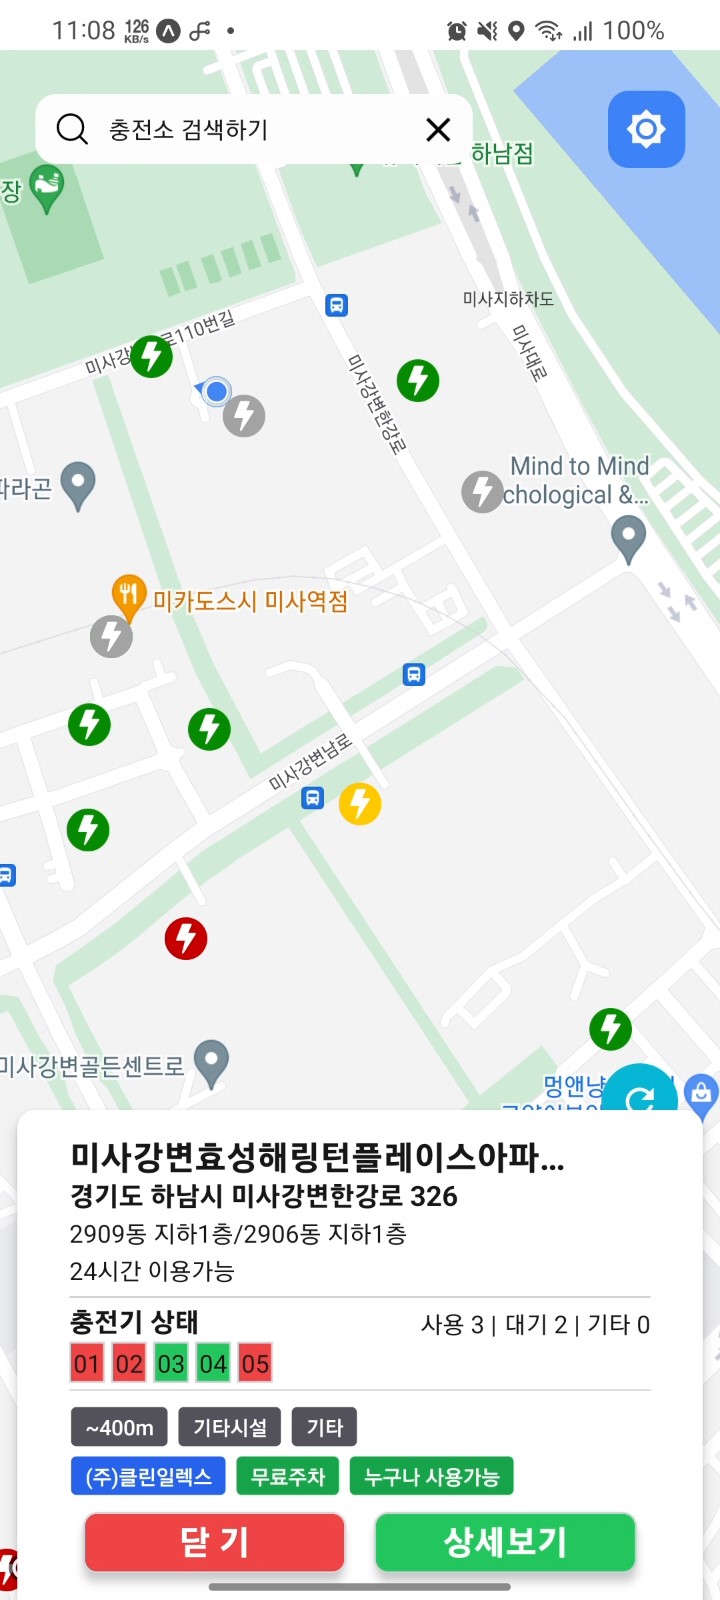 11:08 126 KB/s 100%
충전소 검색하기
하남점
장
미사지하차도
미사대로
미사강 로110번길
미사강변한강로
파라곤
Mind to Mind
chological &...
미카도스시 미사역점
미사강변남로
미사강변골든센트로
멍앤냥
미사강변효성해링턴플레이스아파...
경기도 하남시 미사강변한강로 326
2909동 지하1층/2906동 지하1층
24시간 이용가능
충전기 상태 사용 3 | 대기 2 | 기타 0
01 02 03 04 05
~400m 기타시설 기타
(주)클린일렉스 무료주차 누구나 사용가능
닫 기 상세보기